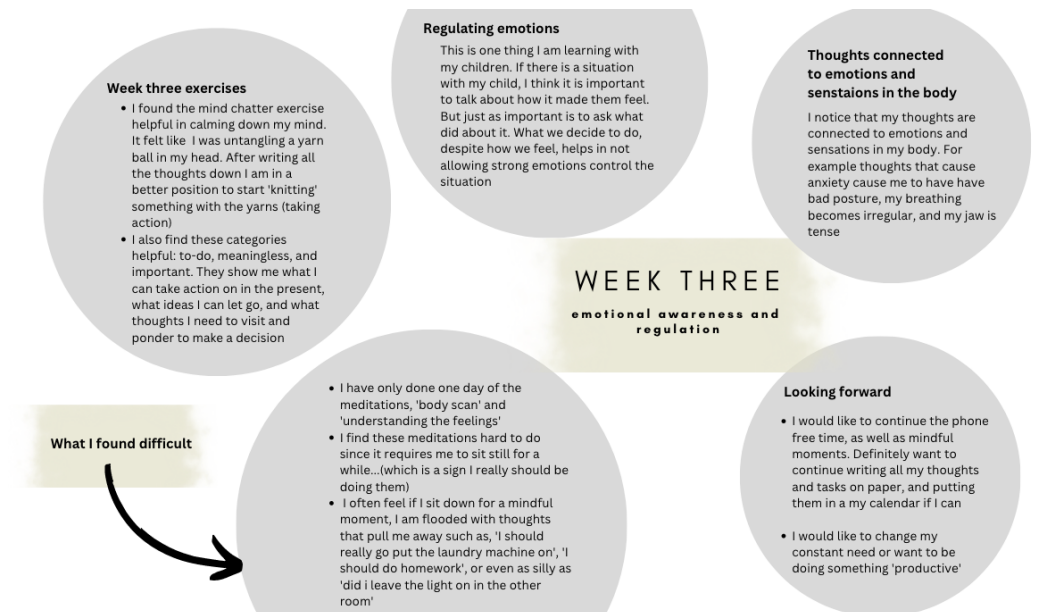 Week three exercises
• I found the mind chatter exercise
helpful in calming down my mind.
It felt like I was untangling a yarn
ball in my head. After writing all
the thoughts down I am in a
better position to start 'knitting'
something with the yarns (taking
action)
• I also find these categories
helpful: to-do, meaningless, and
important. They show me what I
can take action on in the present,
what ideas I can let go, and what
thoughts I need to visit and
ponder to make a decision
Regulating emotions
This is one thing I am learning with
my children. If there is a situation
with my child, I think it is important
to talk about how it made them feel.
But just as important is to ask what
did about it. What we decide to do,
despite how we feel, helps in not
allowing strong emotions control the
situation
Thoughts connected
to emotions and
senstaions in the body
I notice that my thoughts are
connected to emotions and
sensations in my body. For
example thoughts that cause
anxiety cause me to have have
bad posture, my breathing
becomes irregular, and my jaw is
tense
WEEK THREE
emotional awareness and
regulation
What I found difficult
• I have only done one day of the
meditations, 'body scan' and
'understanding the feelings'
• I find these meditations hard to do
since it requires me to sit still for a
while...(which is a sign I really should be
doing them)
• I often feel if I sit down for a mindful
moment, I am flooded with thoughts
that pull me away such as, 'I should
really go put the laundry machine on', 'I
should do homework', or even as silly as
'did i leave the light on in the other
room'
Looking forward
• I would like to continue the phone
free time, as well as mindful
moments. Definitely want to
continue writing all my thoughts
and tasks on paper, and putting
them in a my calendar if I can
• I would like to change my
constant need or want to be
doing something 'productive'